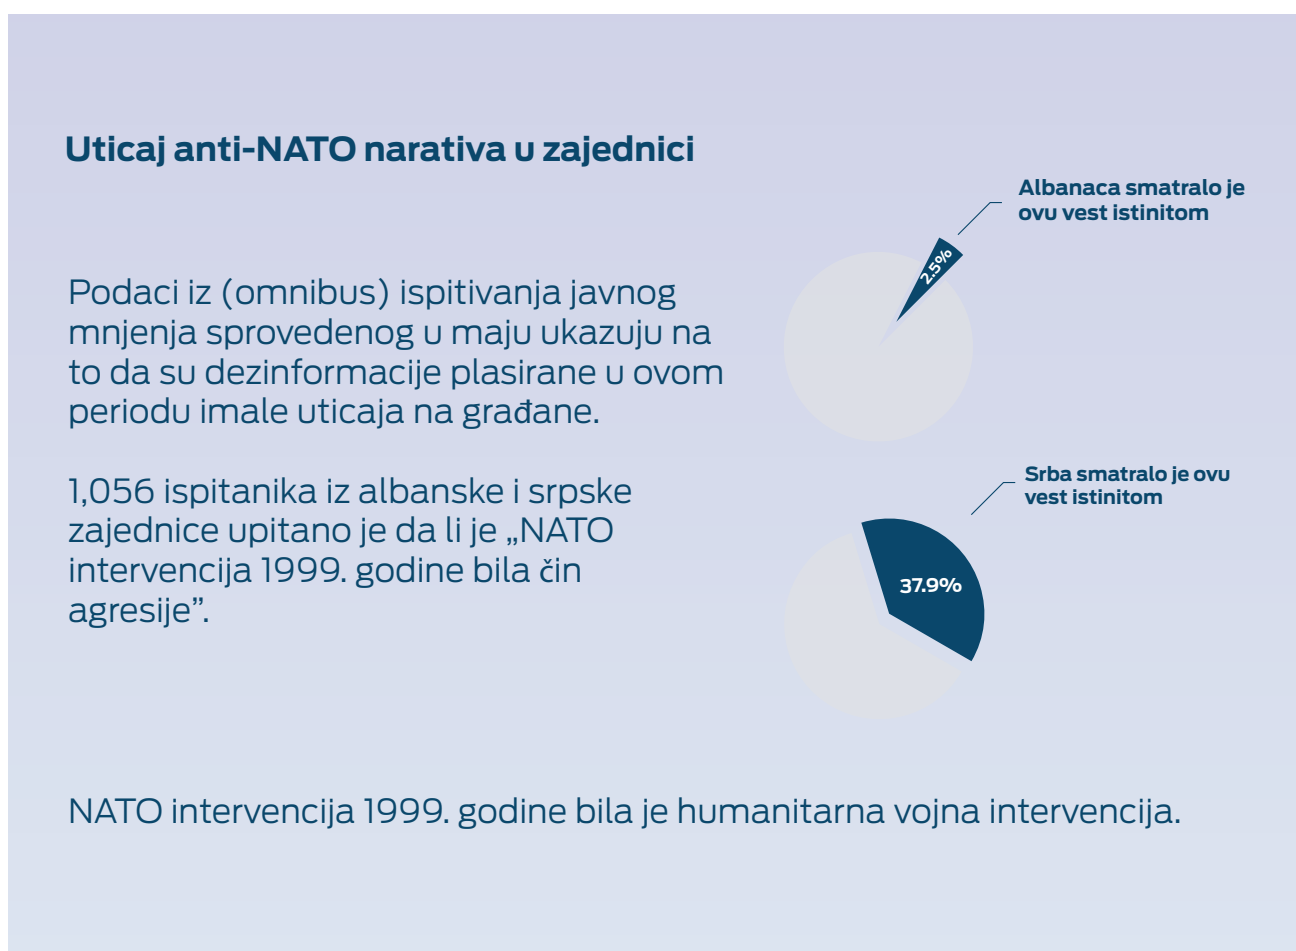 Uticaj anti-NATO narativa u zajednici
Albanaca smatralo je
ovu vest istinitom
2.5%
Podaci iz (omnibus) ispitivanja javnog
mnjenja sprovedenog u maju ukazuju na
to da su dezinformacije plasirane u ovom
periodu imale uticaja na građane.
1,056 ispitanika iz albanske i srpske
zajednice upitano je da li je „NATO
intervencija 1999. godine bila čin
agresije”.
Srba smatralo je ovu
vest istinitom
37.9%
NATO intervencija 1999. godine bila je humanitarna vojna intervencija.